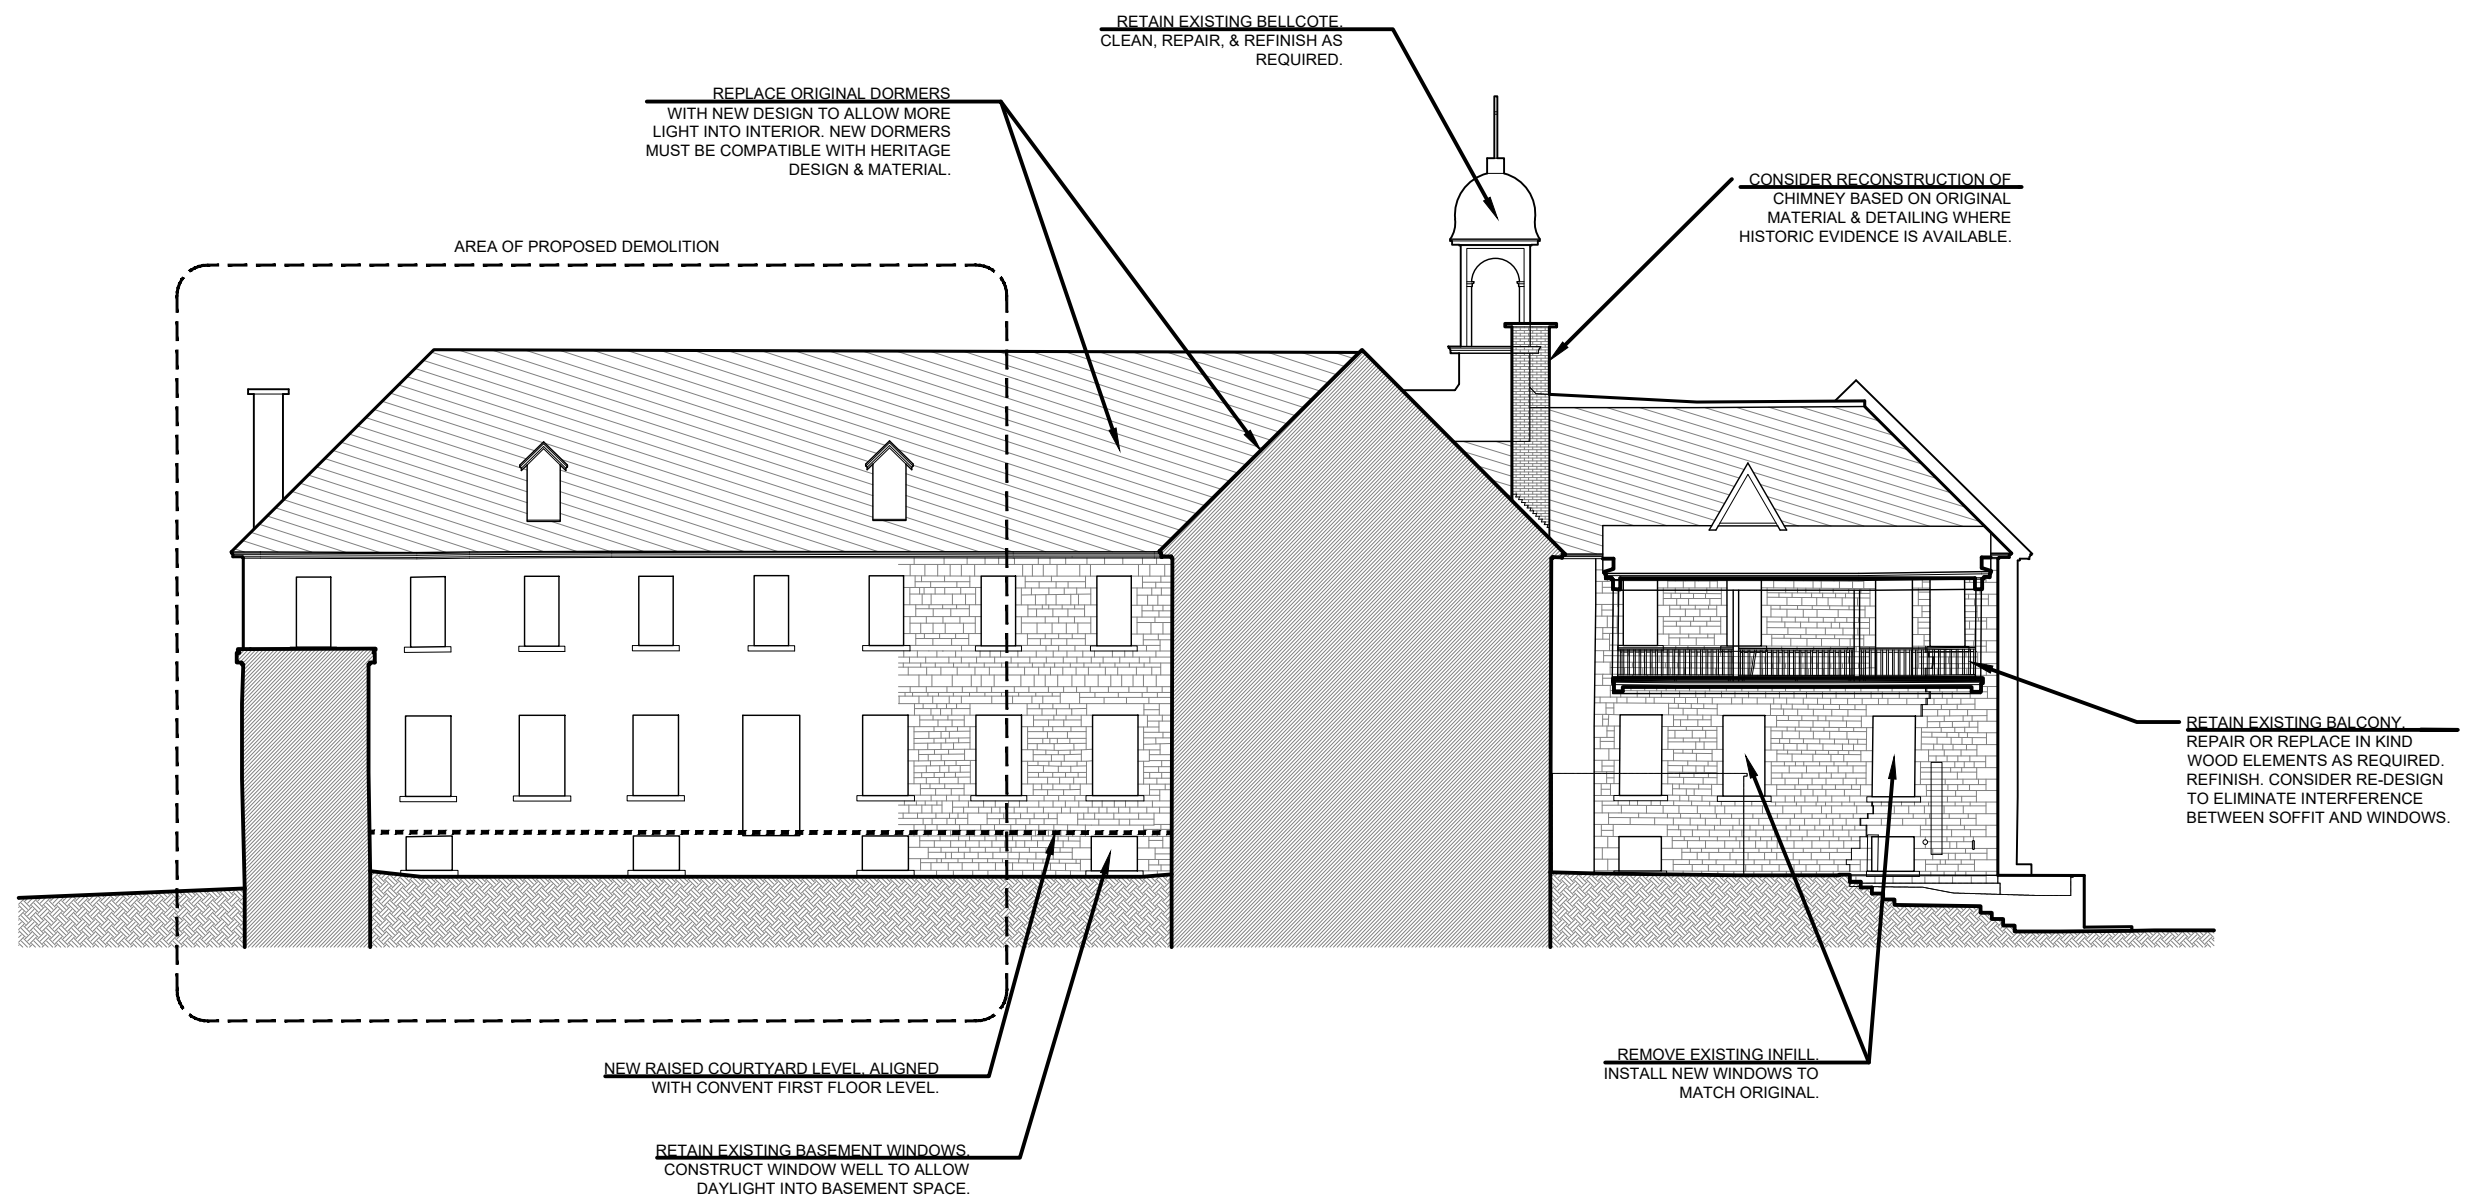 RETAIN EXISTING BELLCOTE.
CLEAN, REPAIR, & REFINISH AS
REQUIRED.
REPLACE ORIGINAL DORMERS
WITH NEW DESIGN TO ALLOW MORE
LIGHT INTO INTERIOR. NEW DORMERS
MUST BE COMPATIBLE WITH HERITAGE
DESIGN & MATERIAL.
CONSIDER RECONSTRUCTION OF
CHIMNEY BASED ON ORIGINAL
MATERIAL & DETAILING WHERE
HISTORIC EVIDENCE IS AVAILABLE.
AREA OF PROPOSED DEMOLITION
RETAIN EXISTING BALCONY.
REPAIR OR REPLACE IN KIND
WOOD ELEMENTS AS REQUIRED.
REFINISH. CONSIDER RE-DESIGN
TO ELIMINATE INTERFERENCE
BETWEEN SOFFIT AND WINDOWS.
NEW RAISED COURTYARD LEVEL, ALIGNED
WITH CONVENT FIRST FLOOR LEVEL.
REMOVE EXISTING INFILL.
INSTALL NEW WINDOWS TO
MATCH ORIGINAL.
RETAIN EXISTING BASEMENT WINDOWS.
CONSTRUCT WINDOW WELL TO ALLOW
DAYLIGHT INTO BASEMENT SPACE.